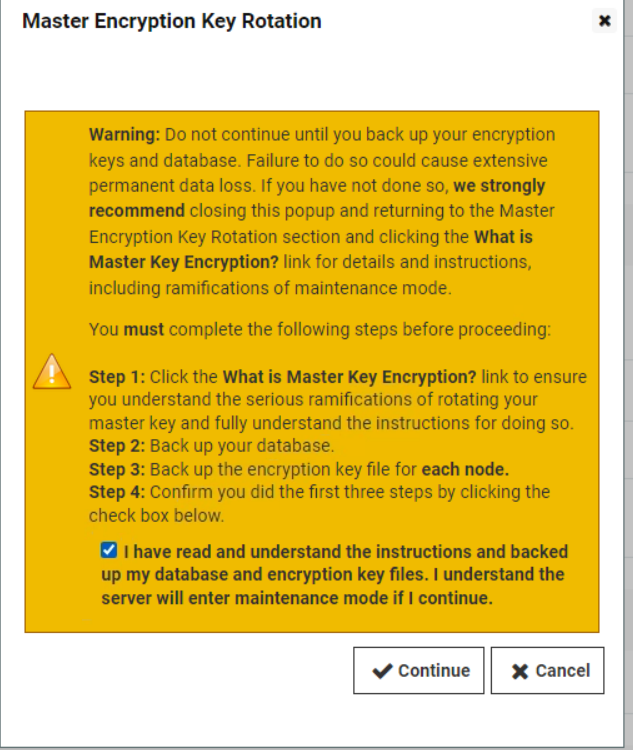 Master Encryption Key Rotation
Warning: Do not continue until you back up your encryption
keys and database. Failure to do so could cause extensive
permanent data loss. If you have not done so, we strongly
recommend closing this popup and returning to the Master
Encryption Key Rotation section and clicking the What is
Master Key Encryption? link for details and instructions,
including ramifications of maintenance mode.
You must complete the following steps before proceeding:
Step 1: Click the What is Master Key Encryption? link to ensure
you understand the serious ramifications of rotating your
master key and fully understand the instructions for doing so.
Step 2: Back up your database.
Step 3: Back up the encryption key file for each node.
Step 4: Confirm you did the first three steps by clicking the
check box below.
I have read and understand the instructions and backed
up my database and encryption key files. I understand the
server will enter maintenance mode if I continue.
Continue Cancel